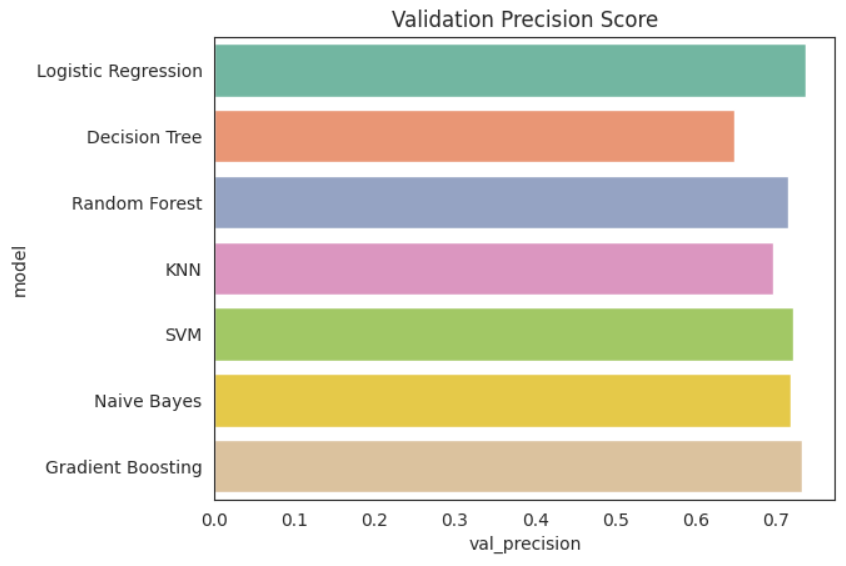 Validation Precision Score
model
Logistic Regression
Decision Tree
Random Forest
KNN
SVM
Naive Bayes
Gradient Boosting
0.0 0.1 0.2 0.3 0.4 0.5 0.6 0.7
val_precision